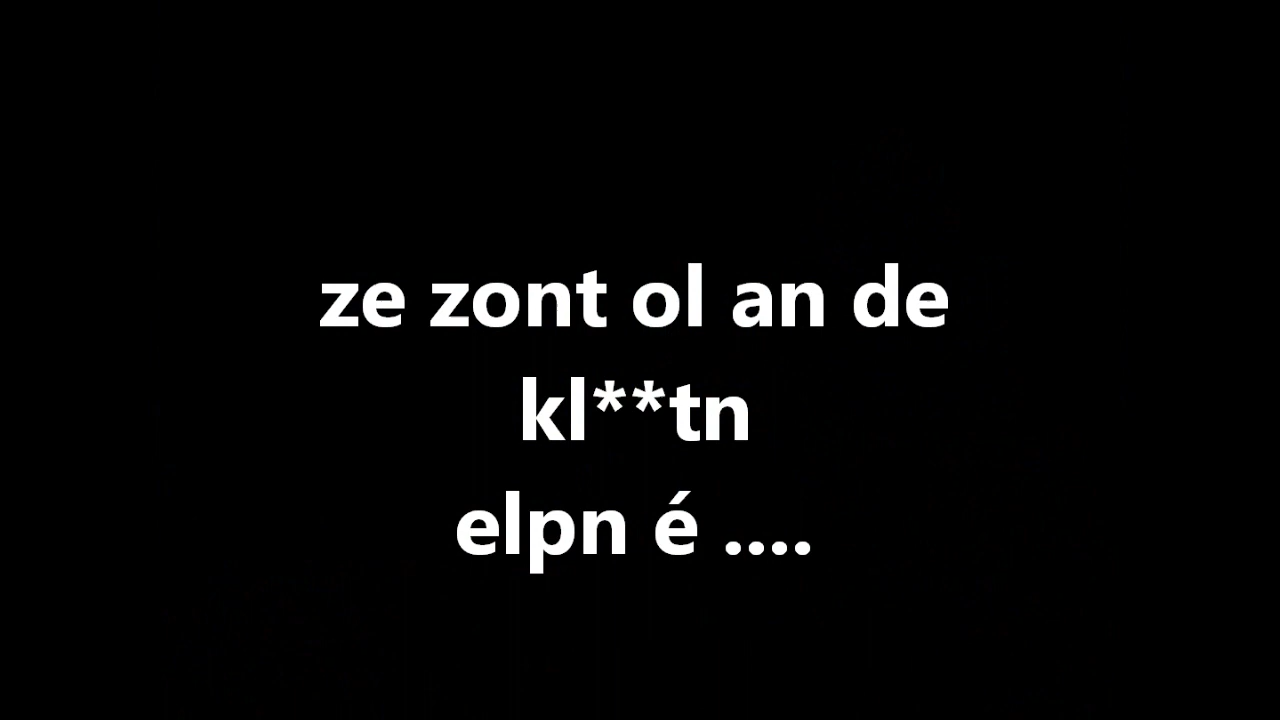 ze zont ol an de
kl**tn
elpn é ....